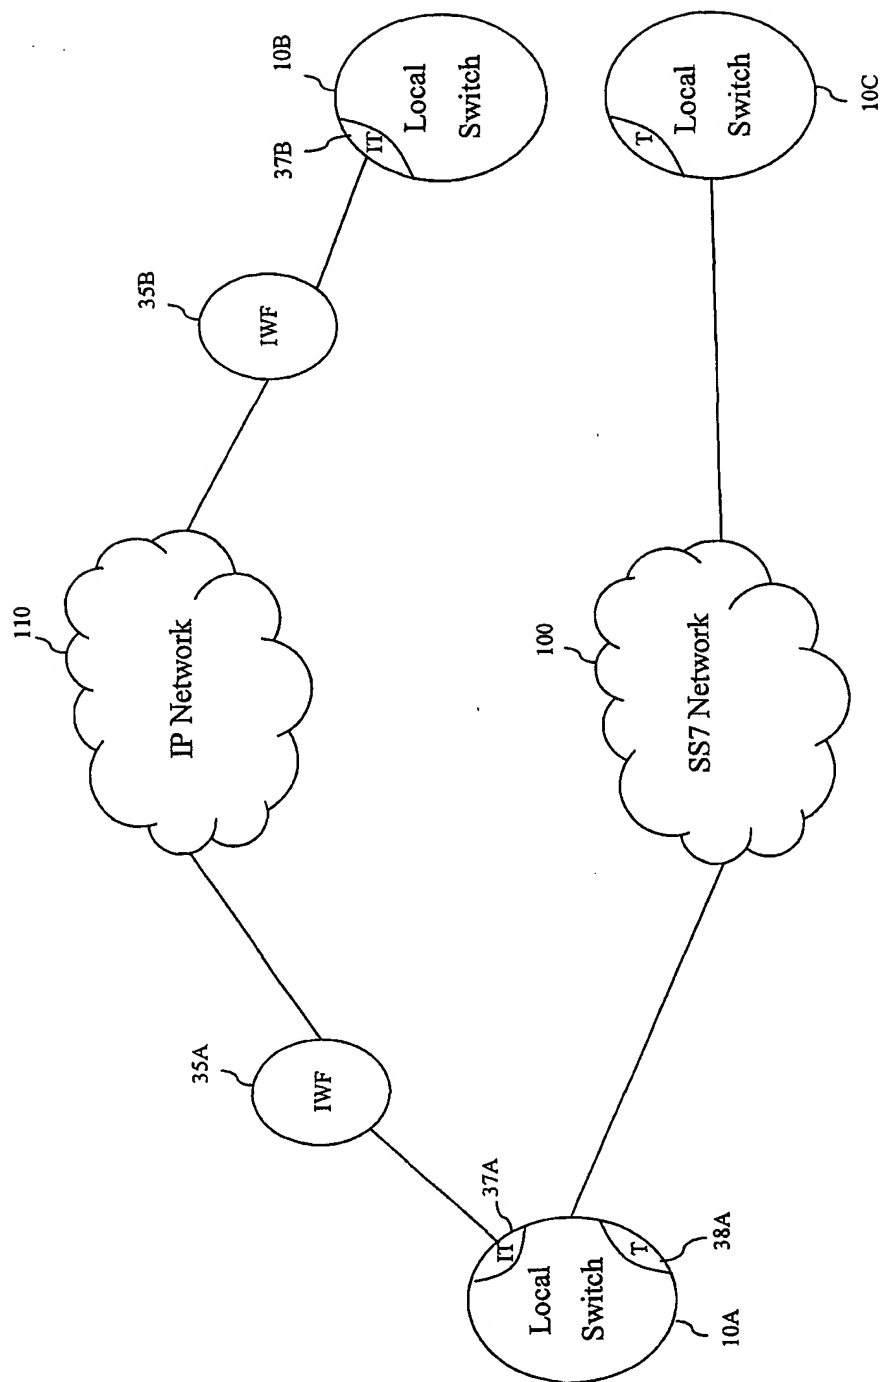 110
IP Network
35A
IWF
35B
IWF
10B
37B
IT
Local
Switch
37A
IT
Local
Switch
T
38A
10A
100
SS7 Network
T
Local
Switch
10C